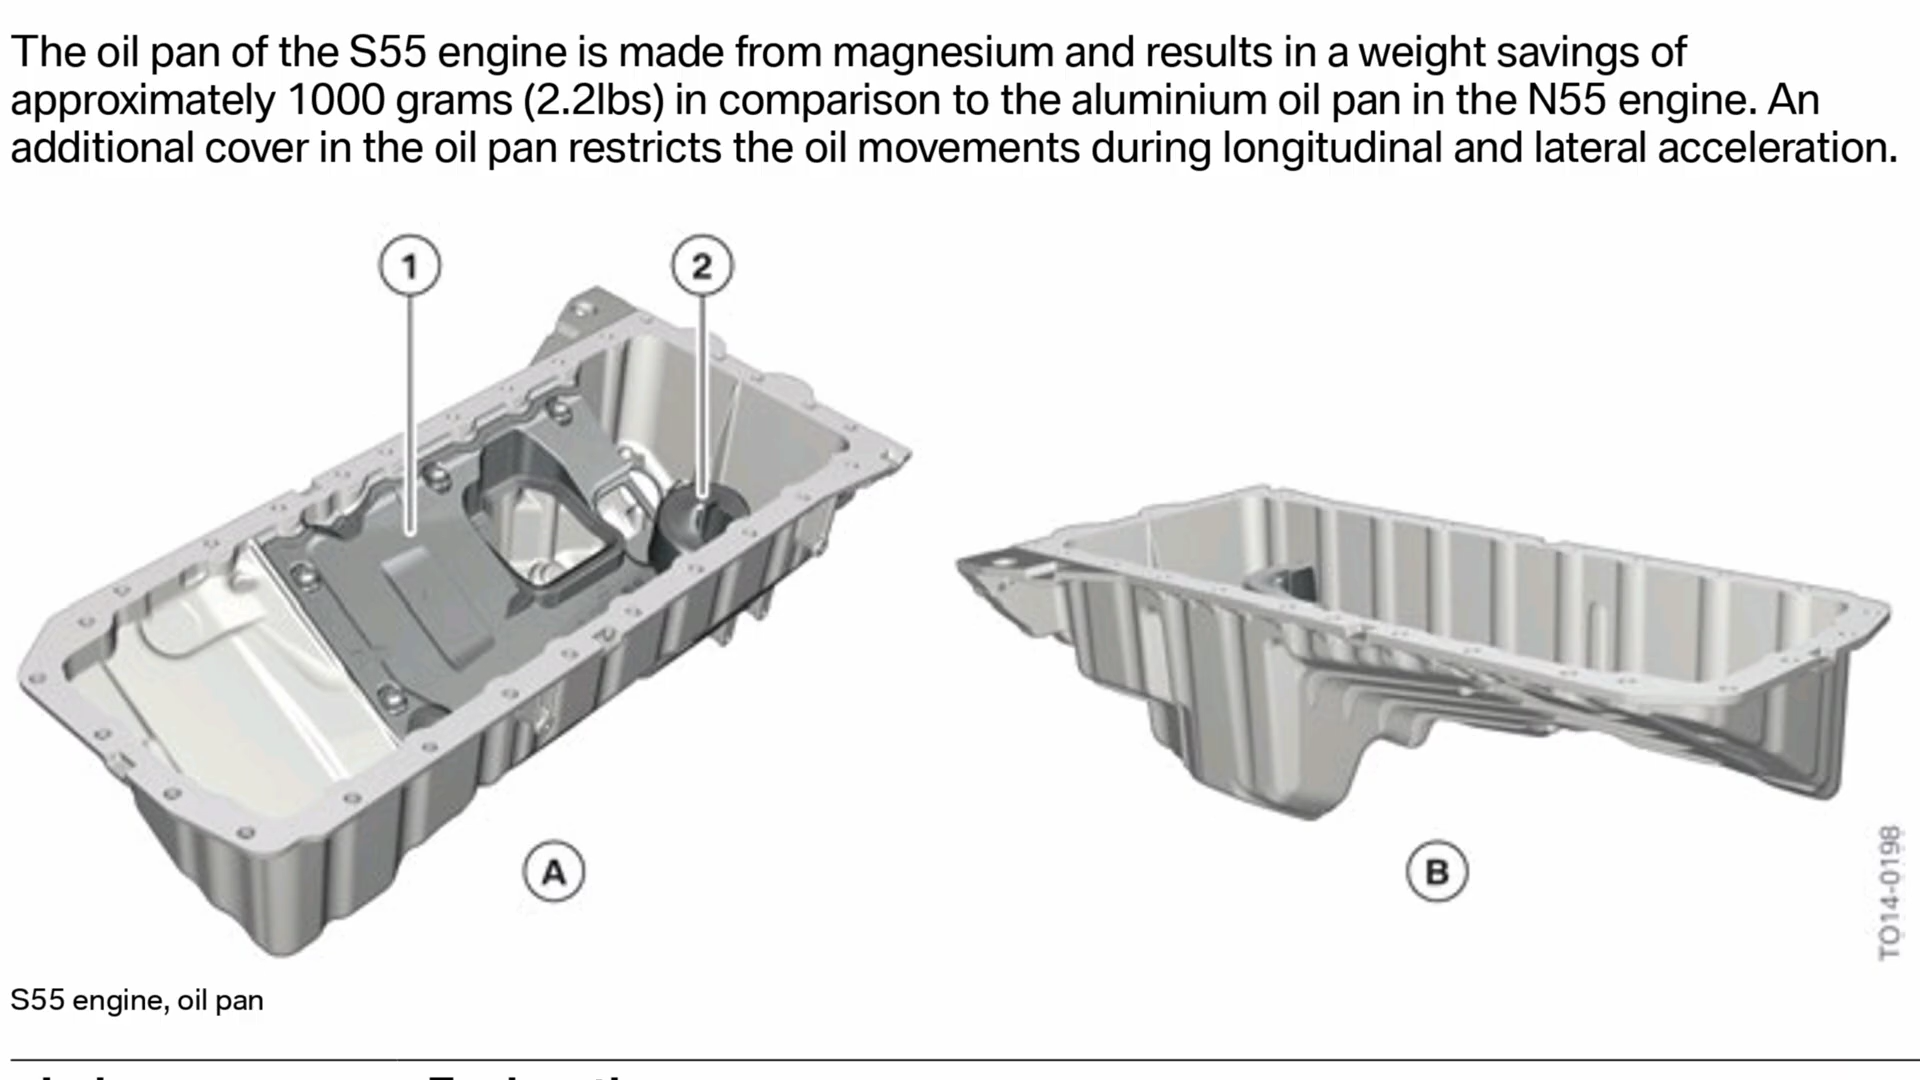 The oil pan of the S55 engine is made from magnesium and results in a weight savings of
approximately 1000 grams (2.2lbs) in comparison to the aluminium oil pan in the N55 engine. An
additional cover in the oil pan restricts the oil movements during longitudinal and lateral acceleration.
1
2
A
B
TO14-0198
S55 engine, oil pan